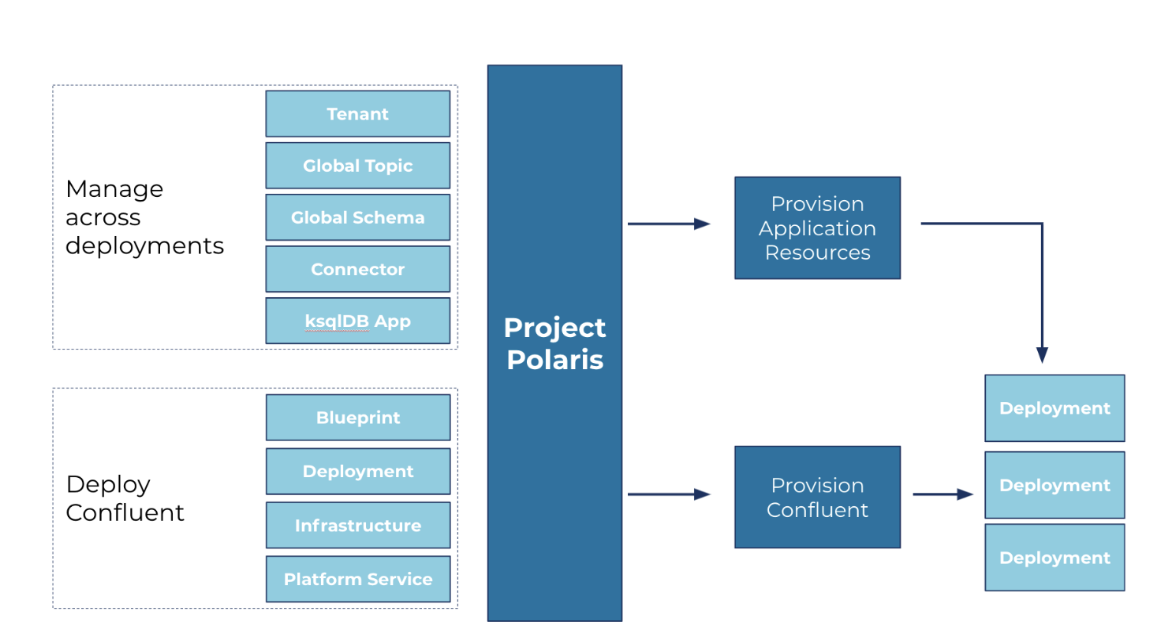 Manage
across
deployments
Tenant
Global Topic
Global Schema
Connector
ksqlDB App
Deploy
Confluent
Blueprint
Deployment
Infrastructure
Platform Service
Project
Polaris
Provision
Application
Resources
Provision
Confluent
Deployment
Deployment
Deployment